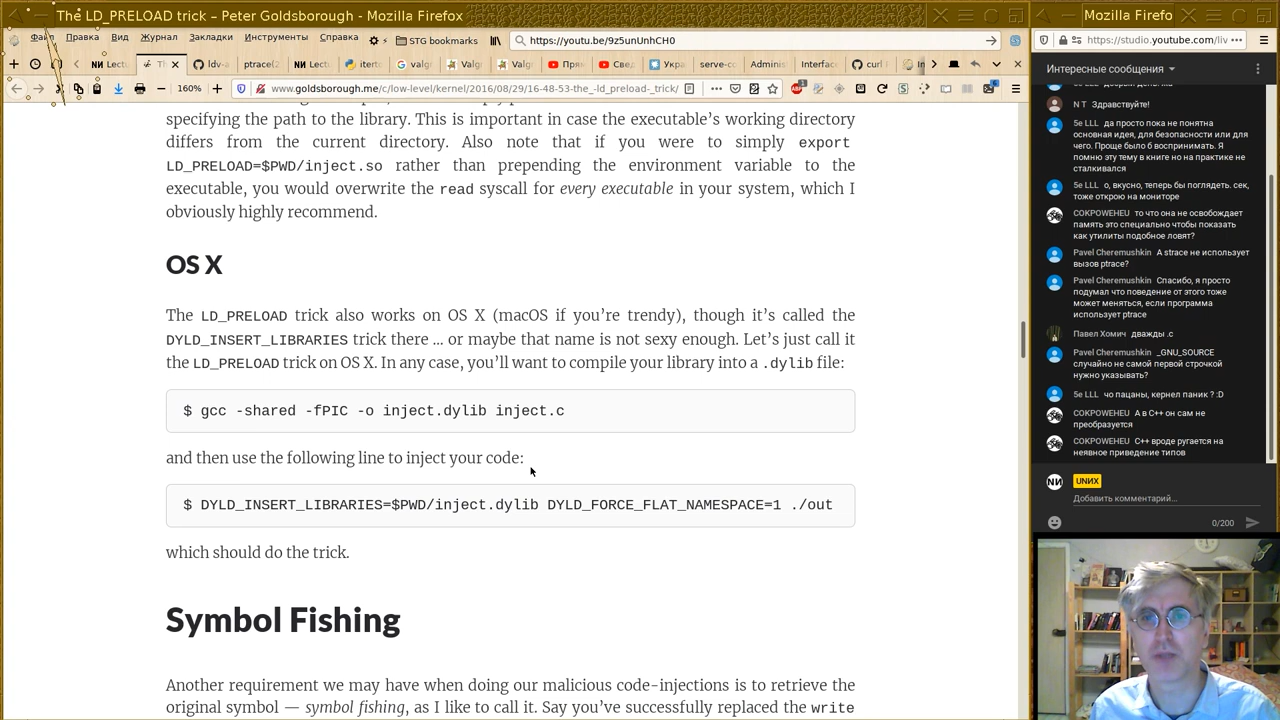 The LD_PRELOAD trick – Peter Goldsborough - Mozilla Firefox
Файл Правка Вид Журнал Закладки Инструменты Справка
STG bookmarks
https://youtu.be/9z5unUnhCH0
Lect
ldv-a
ptrace(2
Lectu
itertc
valg
Valg
Valg
При
Свед
Укра
serve-co
Admini
Interface
curl f
160%
www.goldsborough.me/c/low-level/kernel/2016/08/29/16-48-53-the_-ld_preload-_trick/
specifying the path to the library. This is important in case the executable’s working directory
differs from the current directory. Also note that if you were to simply export
LD_PRELOAD=$PWD/inject.so rather than prepending the environment variable to the
executable, you would overwrite the read syscall for every executable in your system, which I
obviously highly recommend.
OS X
The LD_PRELOAD trick also works on OS X (macOS if you’re trendy), though it’s called the
DYLD_INSERT_LIBRARIES trick there … or maybe that name is not sexy enough. Let’s just call it
the LD_PRELOAD trick on OS X. In any case, you’ll want to compile your library into a .dylib file:
$ gcc -shared -fPIC -o inject.dylib inject.c
and then use the following line to inject your code:
$ DYLD_INSERT_LIBRARIES=$PWD/inject.dylib DYLD_FORCE_FLAT_NAMESPACE=1 ./out
which should do the trick.
Symbol Fishing
Another requirement we may have when doing our malicious code-injections is to retrieve the
original symbol — symbol fishing, as I like to call it. Say you’ve successfully replaced the write
Mozilla Firefo
https://studio.youtube.com/liv
Интересные сообщения
N T Здравствуйте!
5e LLL да просто пока не понятна
основная идея, для безопасности или для
чего. Проще было б воспринимать. Я
помню эту тему в книге но на практике не
сталкивался
5e LLL о, вкусно, теперь бы поглядеть. сек,
тоже открою на мониторе
COKPOWEHEU то что она не освобождает
память это специально чтобы показать
как утилиты подобное ловят?
Pavel Cheremushkin А strace не использует
вызов ptrace?
Pavel Cheremushkin Спасибо, я просто
подумал что поведение от этого тоже
может меняться, если программа
использует ptrace
Павел Хомич дважды .c
Pavel Cheremushkin _GNU_SOURCE
случайно не самой первой строчкой
нужно указывать?
5e LLL чо пацаны, кернел паник ? :D
COKPOWEHEU А в С++ он сам не
преобразуется
COKPOWEHEU С++ вроде ругается на
неявное приведение типов
UNИX
Добавить комментарий...
0/200